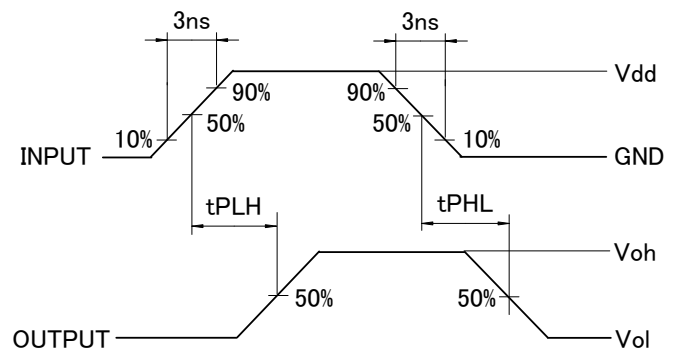 3ns 3ns
Vdd
90% 90%
50% 50%
10% 10%
INPUT GND
tPLH tPHL
Voh
50% 50%
OUTPUT Vol